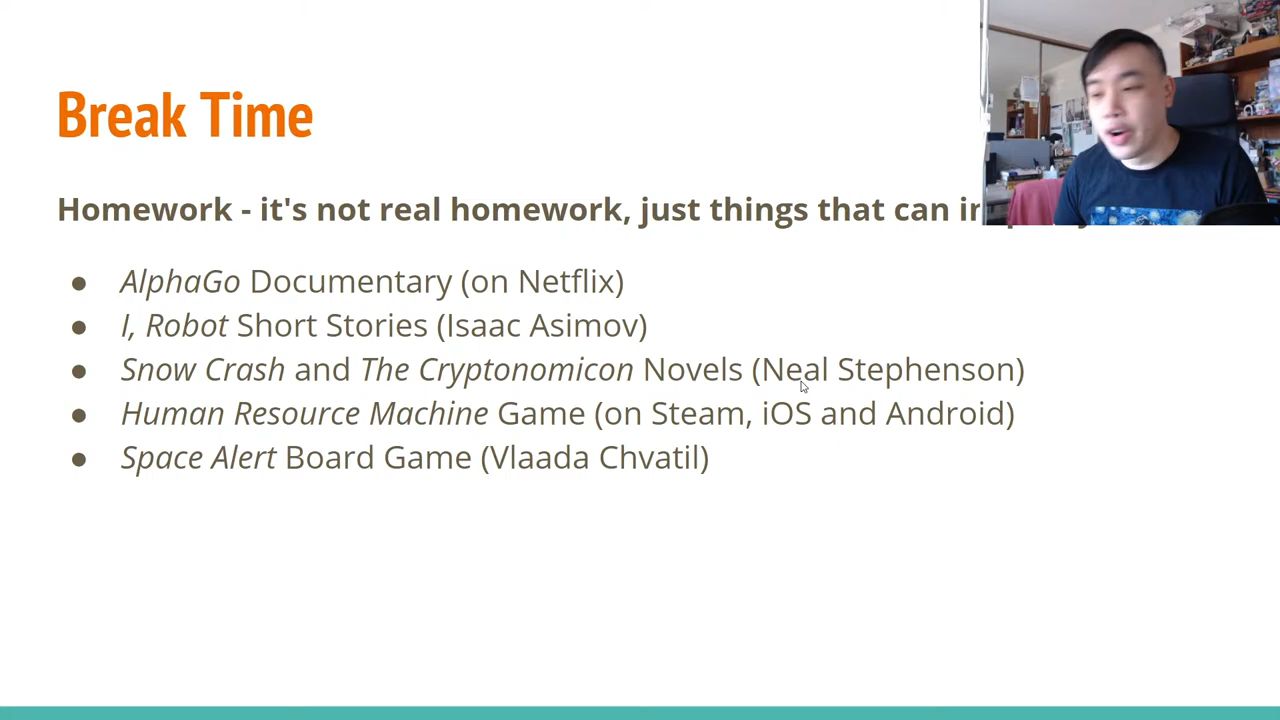 Break Time
Homework - it's not real homework, just things that can
● AlphaGo Documentary (on Netflix)
● I, Robot Short Stories (Isaac Asimov)
● Snow Crash and The Cryptonomicon Novels (Neal Stephenson)
● Human Resource Machine Game (on Steam, iOS and Android)
● Space Alert Board Game (Vlaada Chvatil)